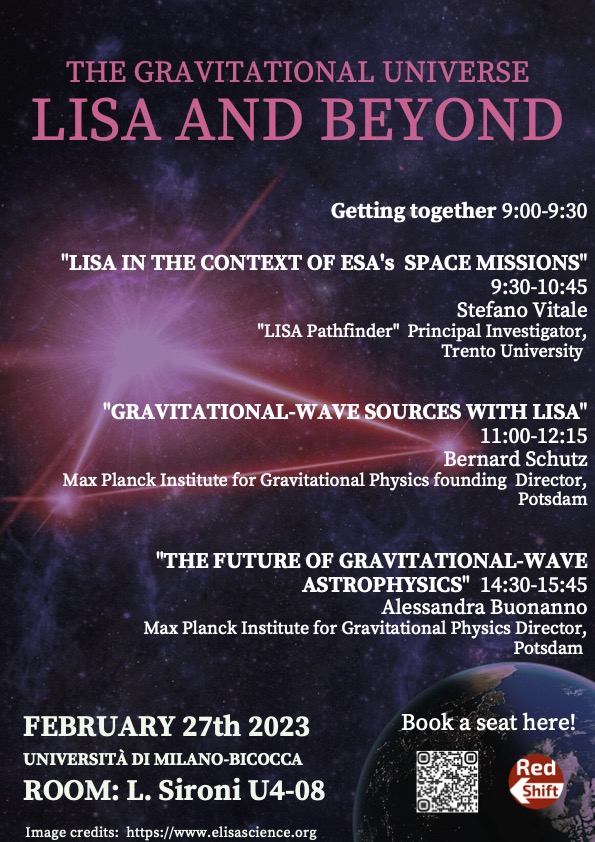 THE GRAVITATIONAL UNIVERSE
LISA AND BEYOND
Getting together 9:00-9:30
"LISA IN THE CONTEXT OF ESA's SPACE MISSIONS"
9:30-10:45
Stefano Vitale
"LISA Pathfinder" Principal Investigator,
Trento University
"GRAVITATIONAL-WAVE SOURCES WITH LISA"
11:00-12:15
Bernard Schutz
Max Planck Institute for Gravitational Physics founding Director,
Potsdam
"THE FUTURE OF GRAVITATIONAL-WAVE
ASTROPHYSICS" 14:30-15:45
Alessandra Buonanno
Max Planck Institute for Gravitational Physics Director,
Potsdam
FEBRUARY 27th 2023
UNIVERSITÀ DI MILANO-BICOCCA
ROOM: L. Sironi U4-08
Book a seat here!
Red
Shift
Image credits: https://www.elisascience.org